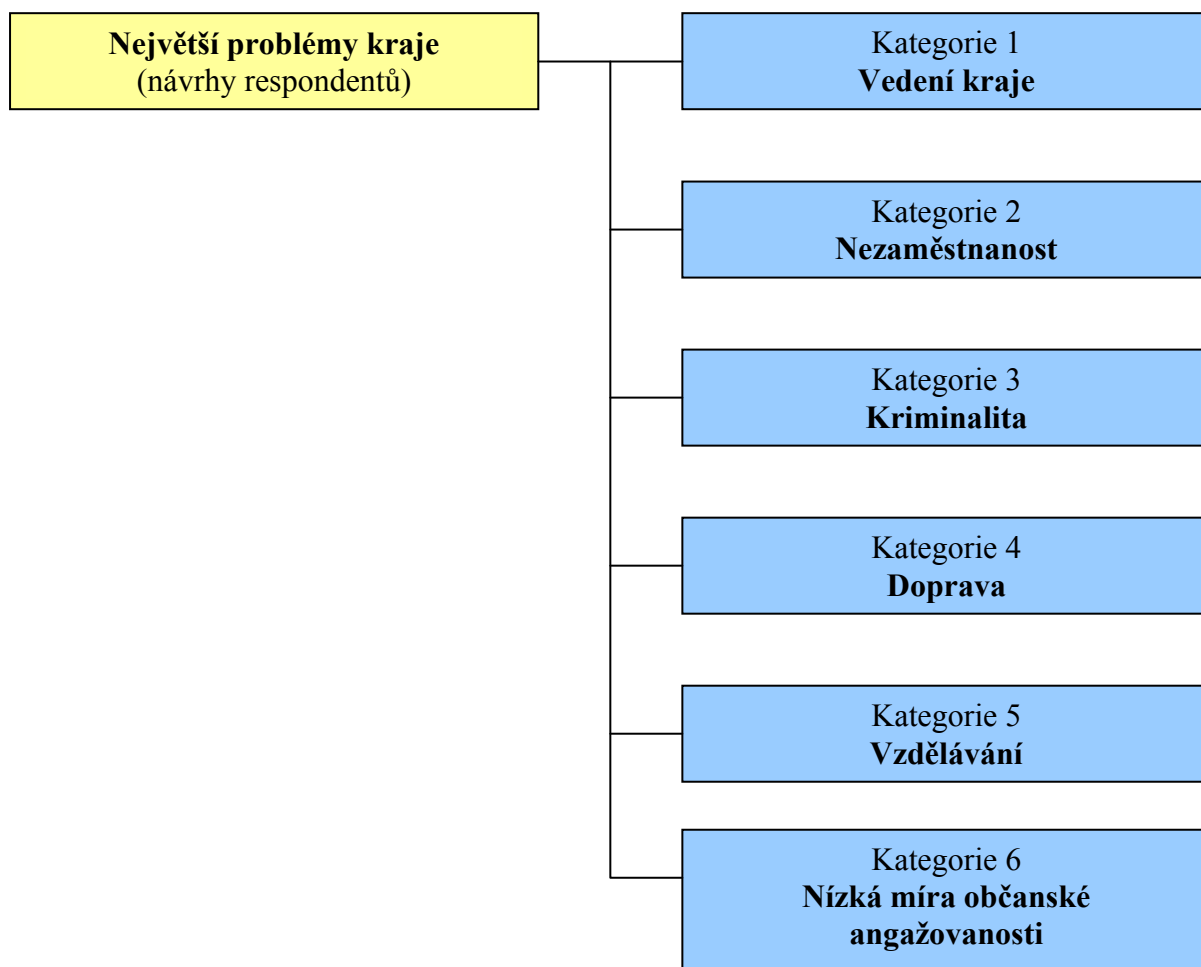 Největší problémy kraje
(návrhy respondentů)
Kategorie 1
Vedení kraje
Kategorie 2
Nezaměstnanost
Kategorie 3
Kriminalita
Kategorie 4
Doprava
Kategorie 5
Vzdělávání
Kategorie 6
Nízká míra občanské
angažovanosti